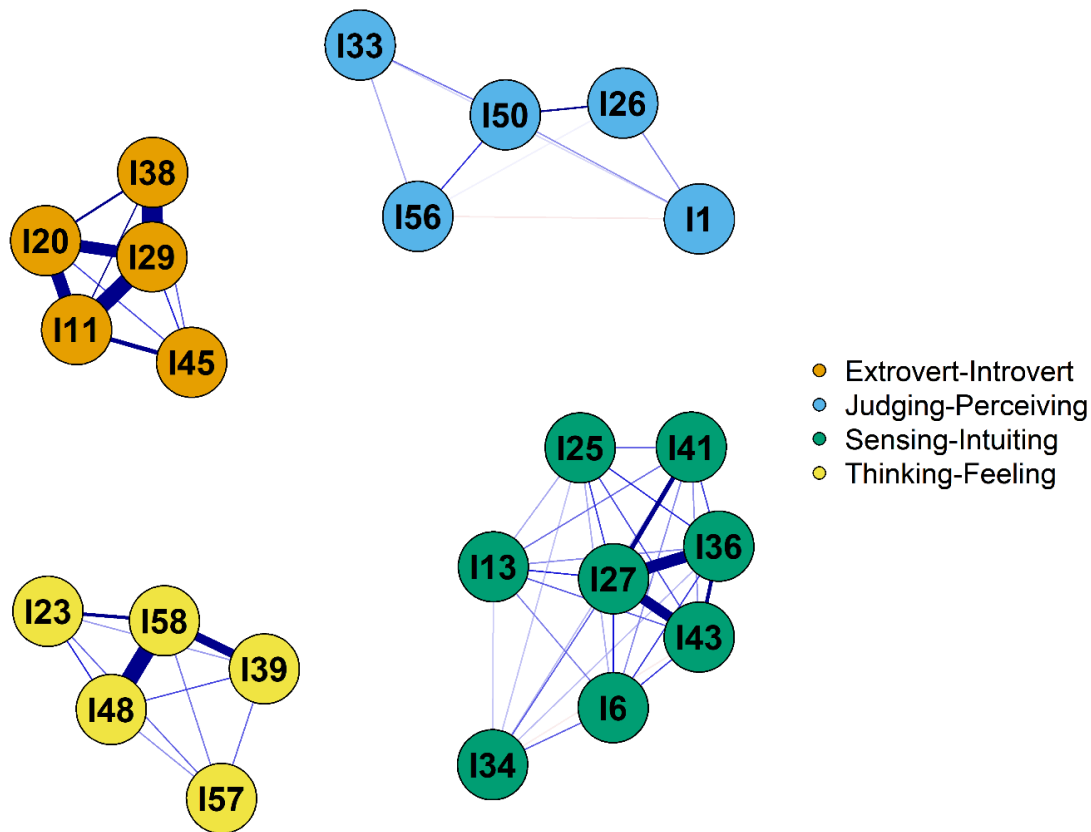 I33
I50
I26
I56
I1
I38
I20
I29
I11
I45
Extrovert-Introvert
Judging-Perceiving
Sensing-Intuiting
Thinking-Feeling
I25
I41
I13
I27
I36
I43
I6
I34
I23
I58
I39
I48
I57